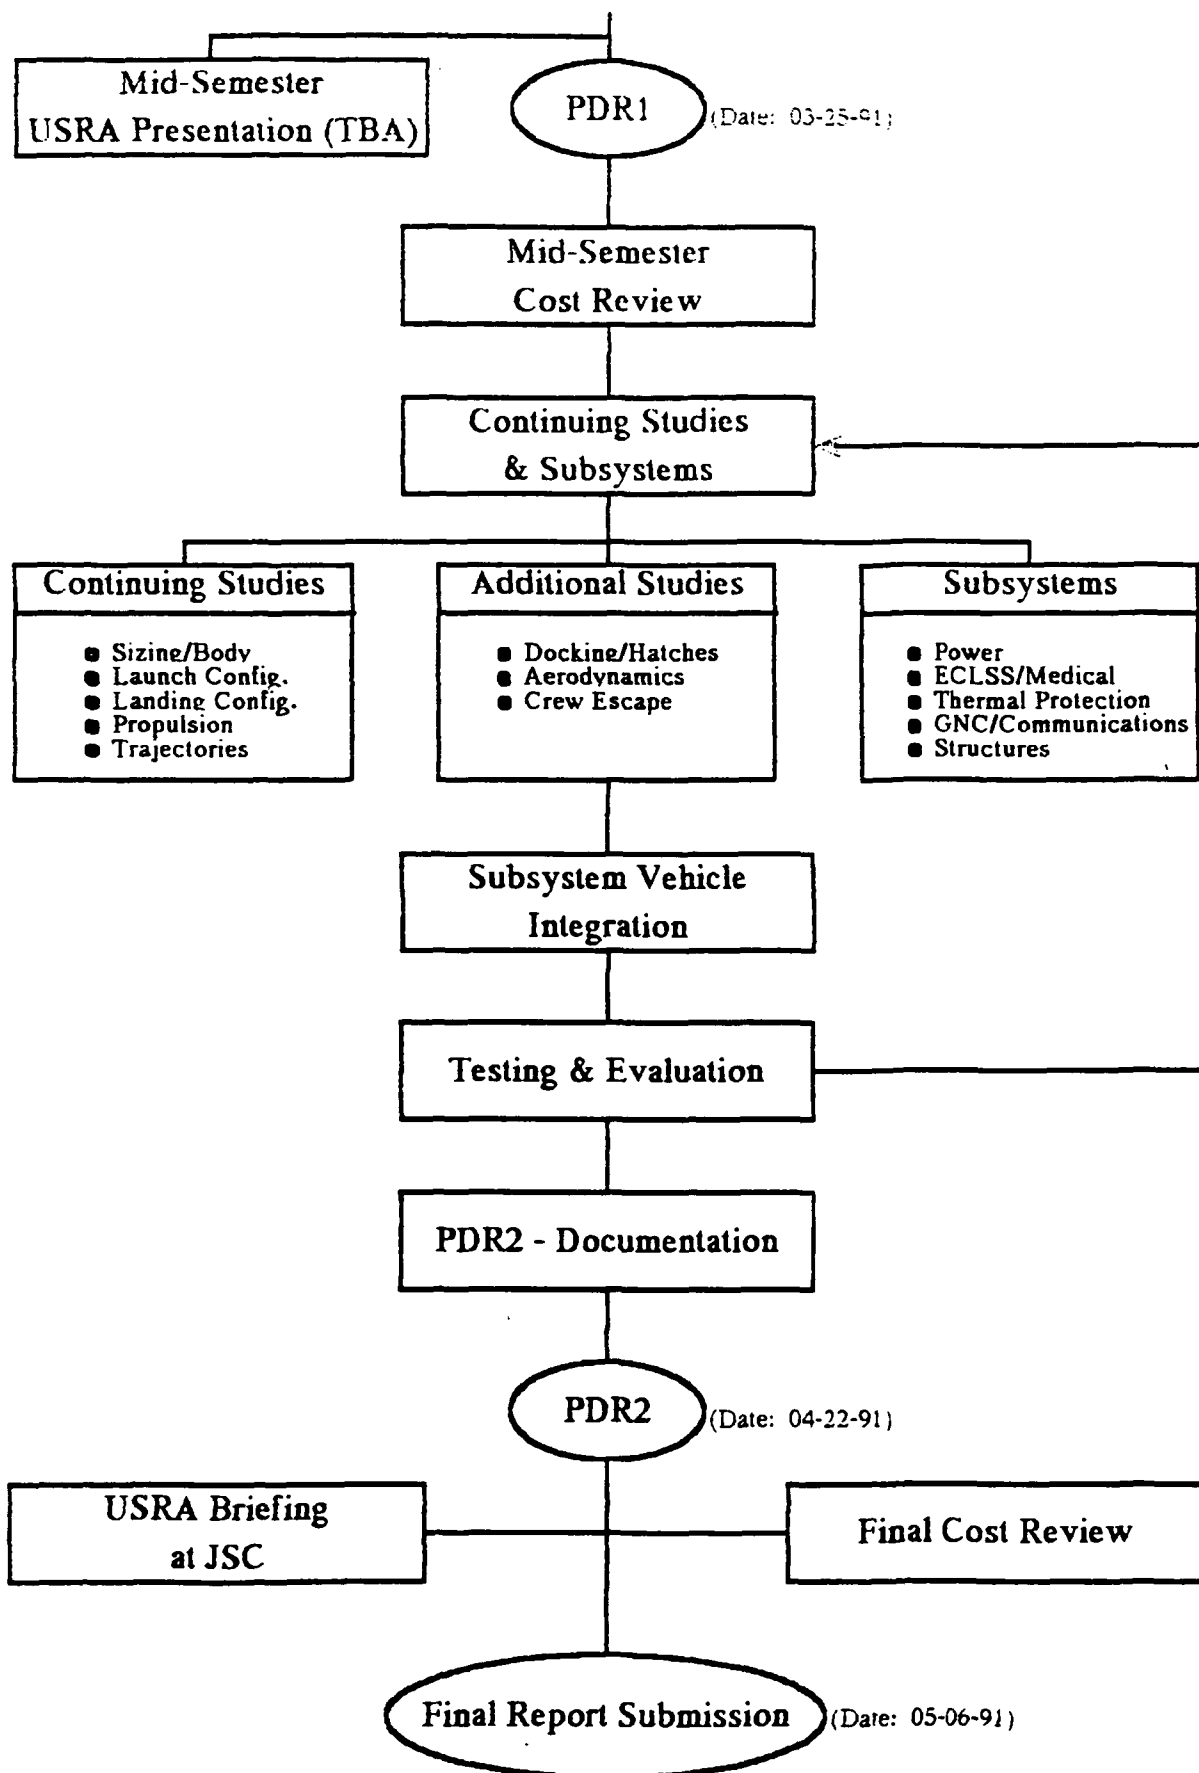 Mid-Semester
USRA Presentation (TBA)
PDR1
(Date: 03-25-91)
Mid-Semester
Cost Review
Continuing Studies
& Subsystems
Continuing Studies
● Sizing/Body
● Launch Config.
● Landing Config.
● Propulsion
● Trajectories
Additional Studies
● Docking/Hatches
● Aerodynamics
● Crew Escape
Subsystems
● Power
● ECLSS/Medical
● Thermal Protection
● GNC/Communications
● Structures
Subsystem Vehicle
Integration
Testing & Evaluation
PDR2 - Documentation
PDR2
(Date: 04-22-91)
USRA Briefing
at JSC
Final Cost Review
Final Report Submission
(Date: 05-06-91)